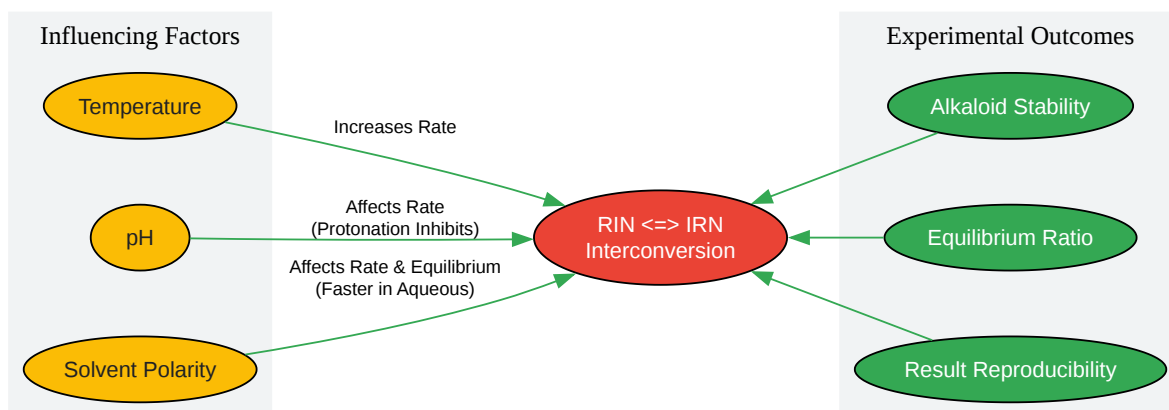 Influencing Factors
Experimental Outcomes
Temperature
Increases Rate
Alkaloid Stability
pH
Affects Rate
(Protonation Inhibits)
RIN <=> IRN
Interconversion
Equilibrium Ratio
Affects Rate & Equilibrium
(Faster in Aqueous)
Solvent Polarity
Result Reproducibility